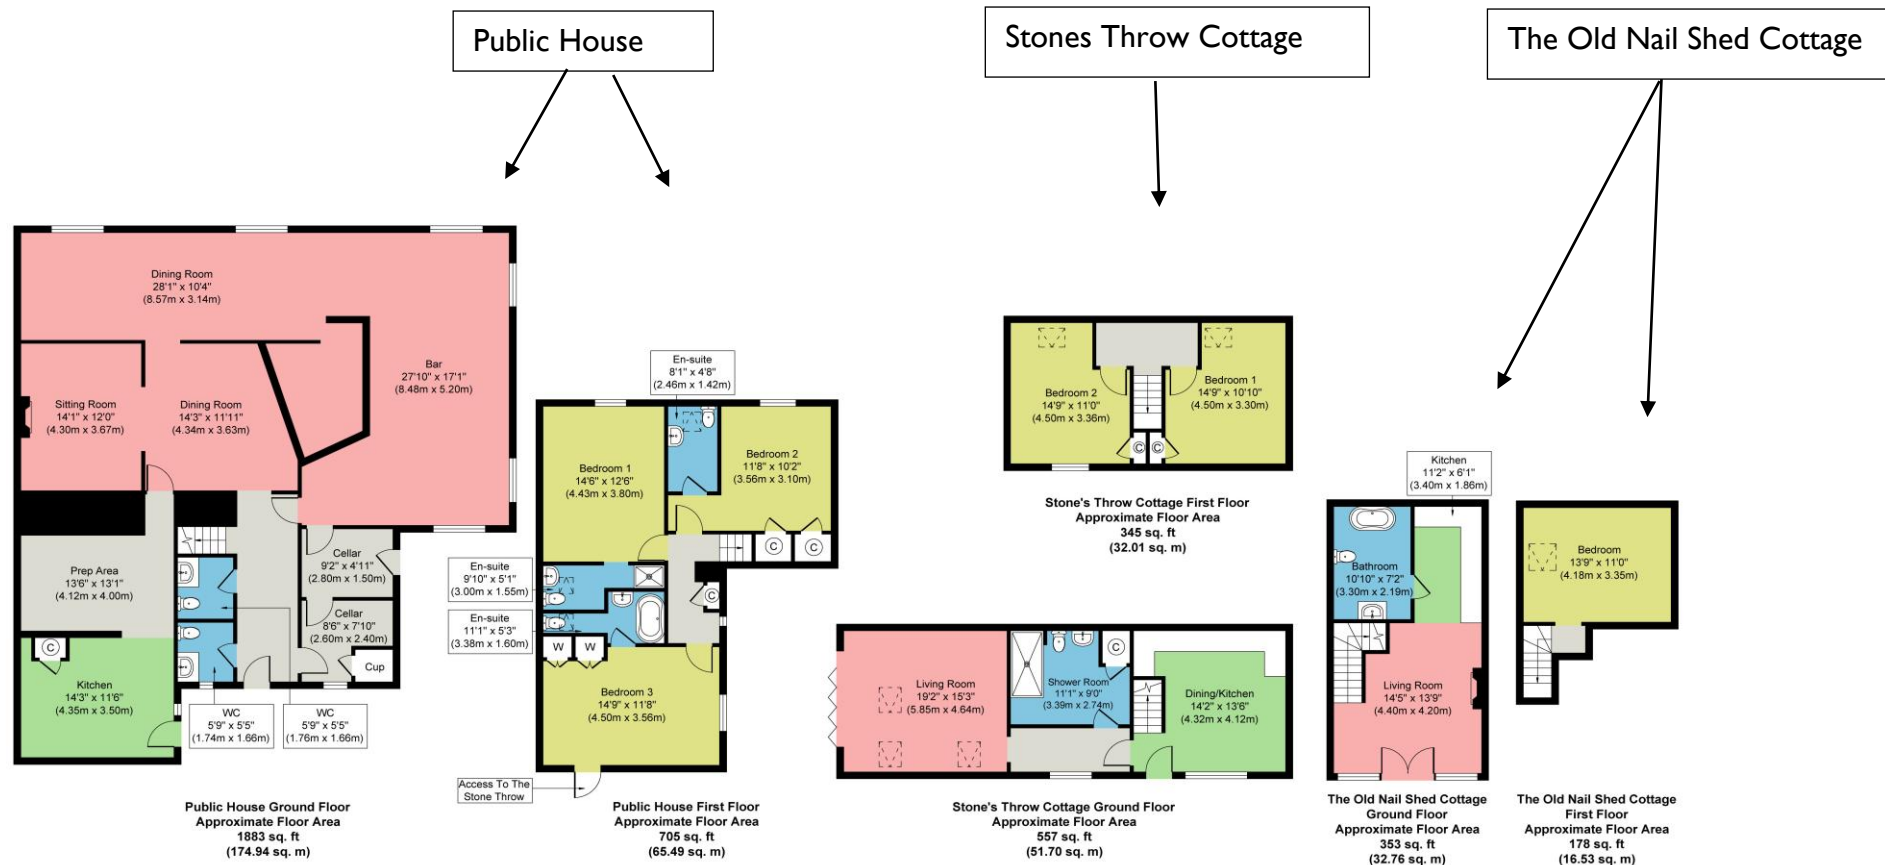 Public House
Stones Throw Cottage
The Old Nail Shed Cottage
Dining Room
28'1" x 10'4"
(8.57m x 3.14m)
Bar
27'10" x 17'1"
(8.48m x 5.20m)
Sitting Room
14'1" x 12'0"
(4.30m x 3.67m)
Dining Room
14'3" x 11'11"
(4.34m x 3.63m)
Prep Area
13'6" x 13'1"
(4.12m x 4.00m)
Cellar
9'2" x 4'11"
(2.80m x 1.50m)
Cellar
8'6" x 7'10"
(2.60m x 2.40m)
Cup
C
Kitchen
14'3" x 11'6"
(4.35m x 3.50m)
WC
5'9" x 5'5"
(1.74m x 1.66m)
WC
5'9" x 5'5"
(1.76m x 1.66m)
Public House Ground Floor
Approximate Floor Area
1883 sq. ft
(174.94 sq. m)
En-suite
8'1" x 4'8"
(2.46m x 1.42m)
Bedroom 1
14'6" x 12'6"
(4.43m x 3.80m)
Bedroom 2
11'8" x 10'2"
(3.56m x 3.10m)
C
C
C
En-suite
9'10" x 5'1"
(3.00m x 1.55m)
En-suite
11'1" x 5'3"
(3.38m x 1.60m)
W
W
Bedroom 3
14'9" x 11'8"
(4.50m x 3.56m)
Access To The
Stone Throw
Public House First Floor
Approximate Floor Area
705 sq. ft
(65.49 sq. m)
Bedroom 2
14'9" x 11'0"
(4.50m x 3.36m)
Bedroom 1
14'9" x 10'10"
(4.50m x 3.30m)
C
C
Stone's Throw Cottage First Floor
Approximate Floor Area
345 sq. ft
(32.01 sq. m)
Living Room
19'2" x 15'3"
(5.85m x 4.64m)
Shower Room
11'1" x 9'0"
(3.39m x 2.74m)
C
Dining/Kitchen
14'2" x 13'6"
(4.32m x 4.12m)
Stone's Throw Cottage Ground Floor
Approximate Floor Area
557 sq. ft
(51.70 sq. m)
Kitchen
11'2" x 6'1"
(3.40m x 1.86m)
Bathroom
10'10" x 7'2"
(3.30m x 2.19m)
Living Room
14'5" x 13'9"
(4.40m x 4.20m)
The Old Nail Shed Cottage
Ground Floor
Approximate Floor Area
353 sq. ft
(32.76 sq. m)
Bedroom
13'9" x 11'0"
(4.18m x 3.35m)
The Old Nail Shed Cottage
First Floor
Approximate Floor Area
178 sq. ft
(16.53 sq. m)